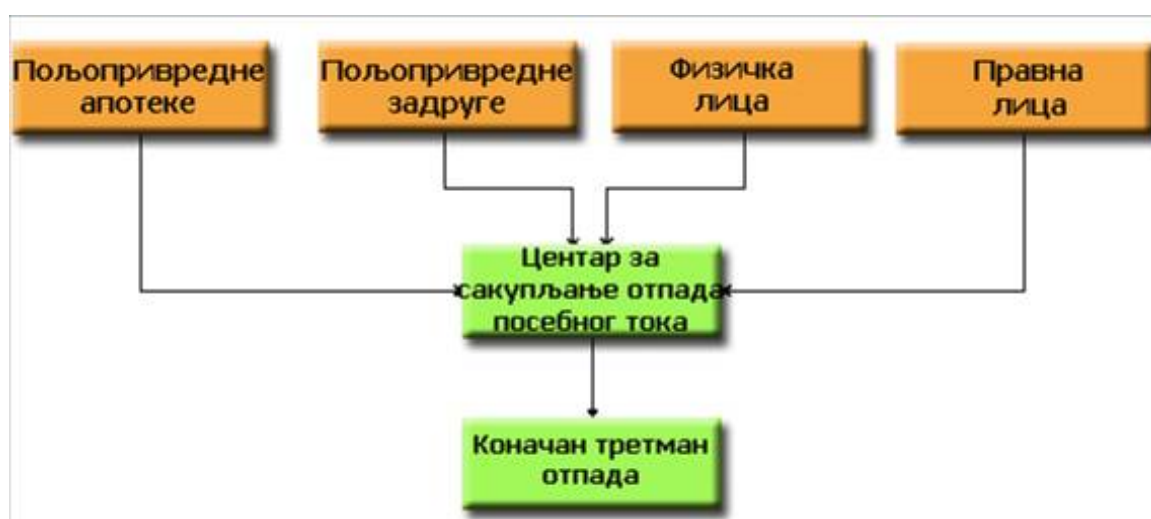 Пољопривредне
апотеке
Пољопривредне
задруге
Физичка
лица
Правна
лица
Центар за
сакупљање отпада
посебног тока
Коначан третман
отпада